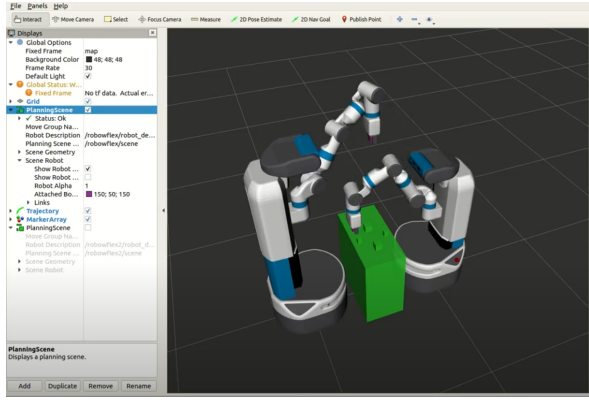 File Panels Help
Interact Move Camera Select Focus Camera Measure 2D Pose Estimate 2D Nav Goal Publish Point
Displays
Global Options
Fixed Frame map
Background Color 48; 48; 48
Frame Rate 30
Default Light
Global Status: W...
Fixed Frame No tf data. Actual er...
Grid
PlanningScene
Status: Ok
Move Group Na...
Robot Description /robowflex/robot_de...
Planning Scene ... /robowflex/scene
Scene Geometry
Scene Robot
Show Robot ...
Show Robot ...
Robot Alpha 1
Attached Bo... 150; 50; 150
Links
Trajectory
MarkerArray
PlanningScene
Move Group Na...
Robot Description /robowflex2/robot_d...
Planning Scene ... /robowflex2/scene
Scene Geometry
Scene Robot
PlanningScene
Displays a planning scene.
Add Duplicate Remove Rename